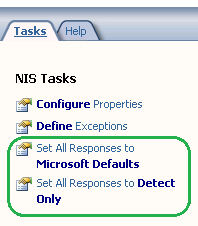 Tasks
Help
NIS Tasks
Configure Properties
Define Exceptions
Set All Responses to
Microsoft Defaults
Set All Responses to Detect
Only